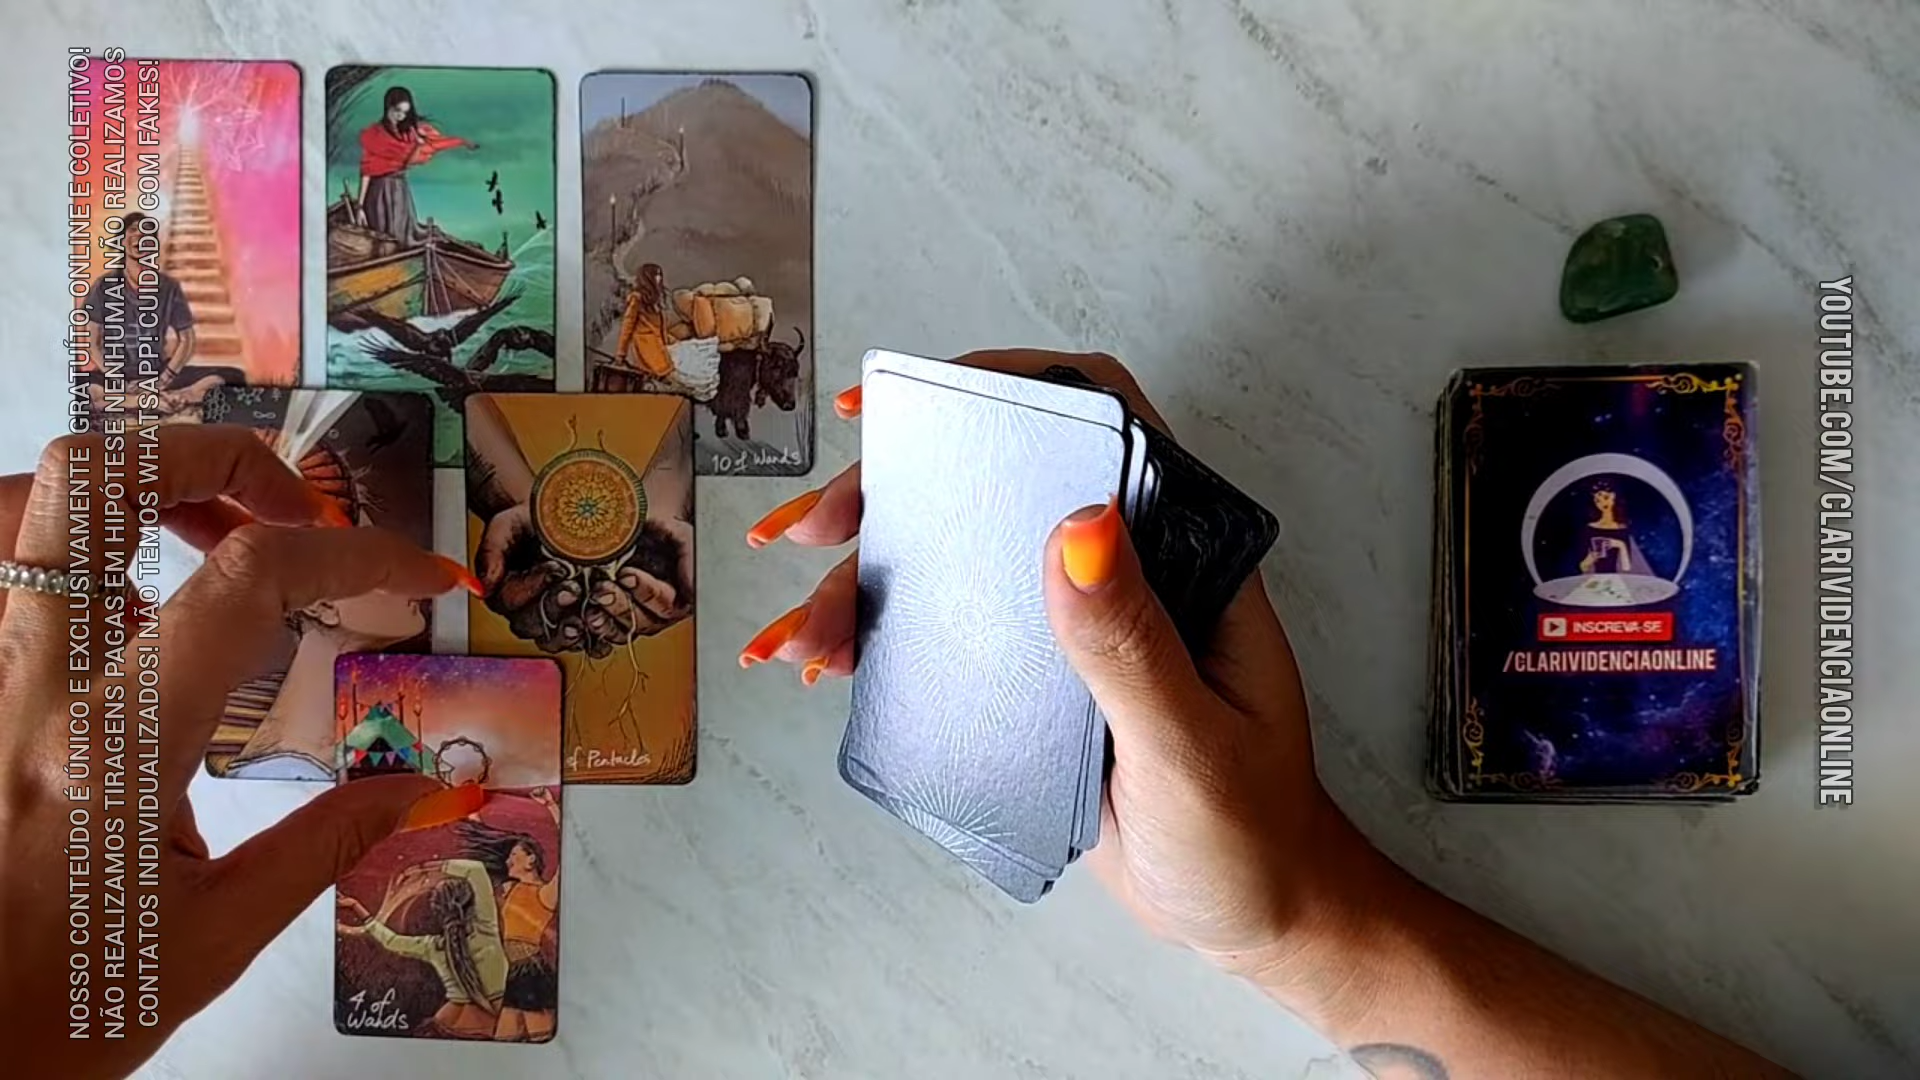 NOSSO CONTEÚDO É ÚNICO E EXCLUSIVAMENTE GRATUÍTO, ONLINE E COLETIVO!
NÃO REALIZAMOS TIRAGENS PAGAS EM HIPÓTESE NENHUMA! NÃO REALIZAMOS
CONTATOS INDIVIDUALIZADOS! NÃO TEMOS WHATSAPP! CUIDADO COM FAKES!
10 of Wands
of Pentacles
4 of
Wands
INSCREVA-SE
/CLARIVIDENCIAONLINE
YOUTUBE.COM/CLARIVIDENCIAONLINE